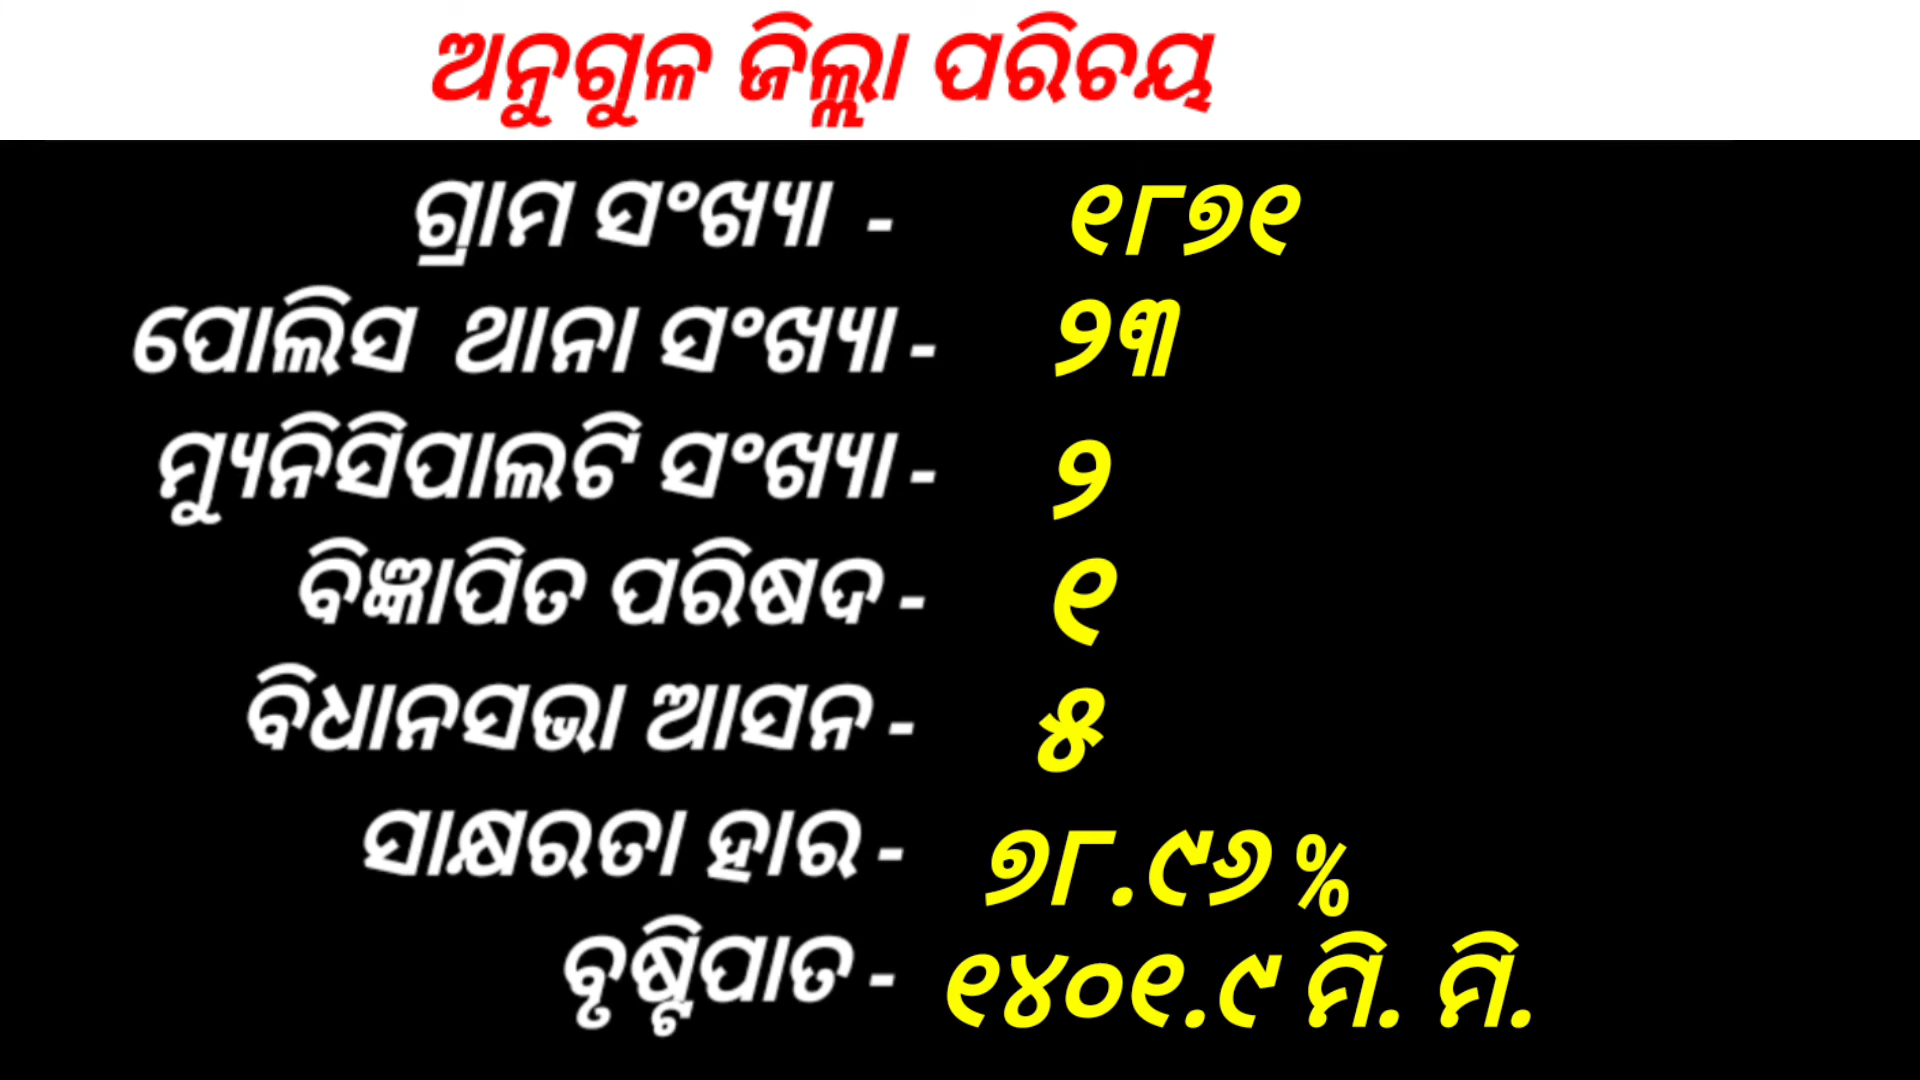 ଅନୁଗୁଳ ଜିଲ୍ଲା ପରିଚୟ
ଗ୍ରାମ ସଂଖ୍ୟା - ୧୮୭୧
ପୋଲିସ ଥାନା ସଂଖ୍ୟା - ୨୩
ମ୍ୟୁନିସିପାଲଟି ସଂଖ୍ୟା - ୨
ବିଜ୍ଞାପିତ ପରିଷଦ - ୧
ବିଧାନସଭା ଆସନ - ୫
ସାକ୍ଷରତା ହାର - ୭୮.୯୬ %
ବୃଷ୍ଟିପାତ - ୧୪୦୧.୯ ମି. ମି.